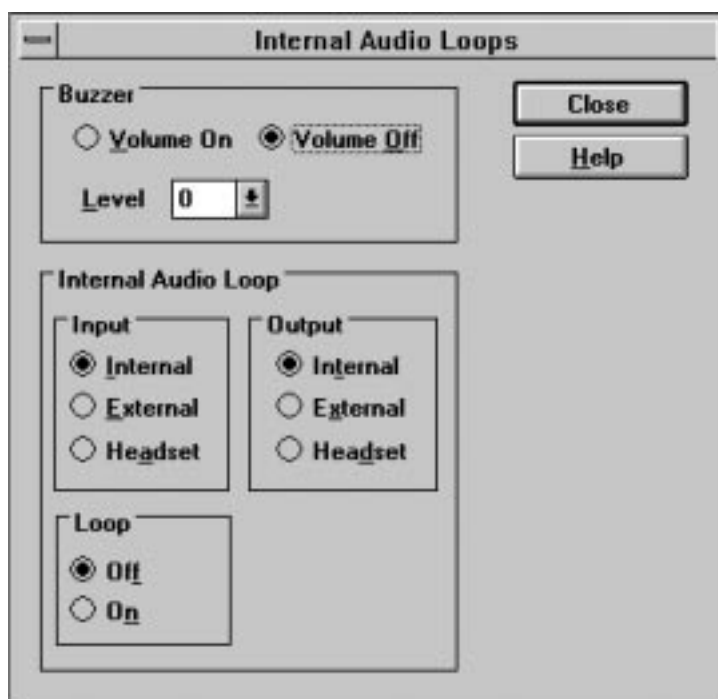 Internal Audio Loops
Buzzer
Volume On Volume Off
Level 0
Close
Help
Internal Audio Loop
Input
Internal
External
Headset
Output
Internal
External
Headset
Loop
Off
On